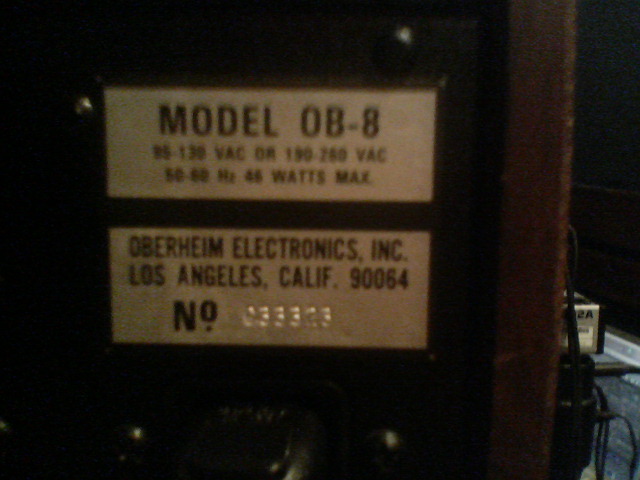 MODEL OB-8
95-130 VAC OR 190-260 VAC
50-60 Hz 46 WATTS MAX.
OBERHEIM ELECTRONICS, INC.
LOS ANGELES, CALIF. 90064
Nº
2A